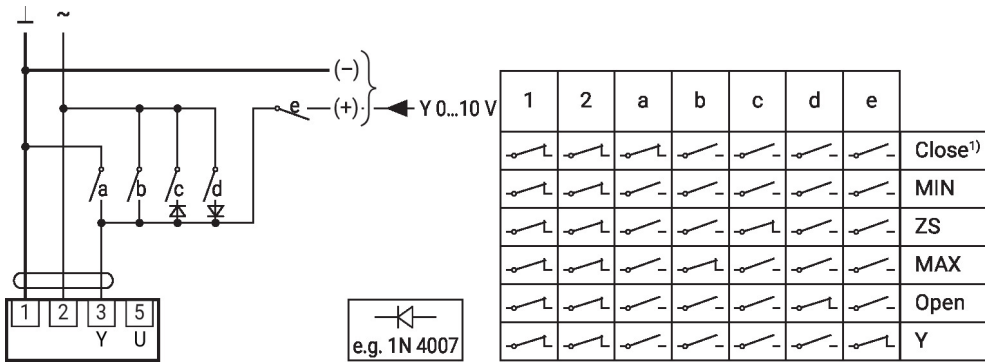 ⊥ ~
(–)
e (+) Y 0...10 V
a b c d
1 2 3 5
Y U
e.g. 1N 4007
1 2 a b c d e
Close¹⁾
MIN
ZS
MAX
Open
Y